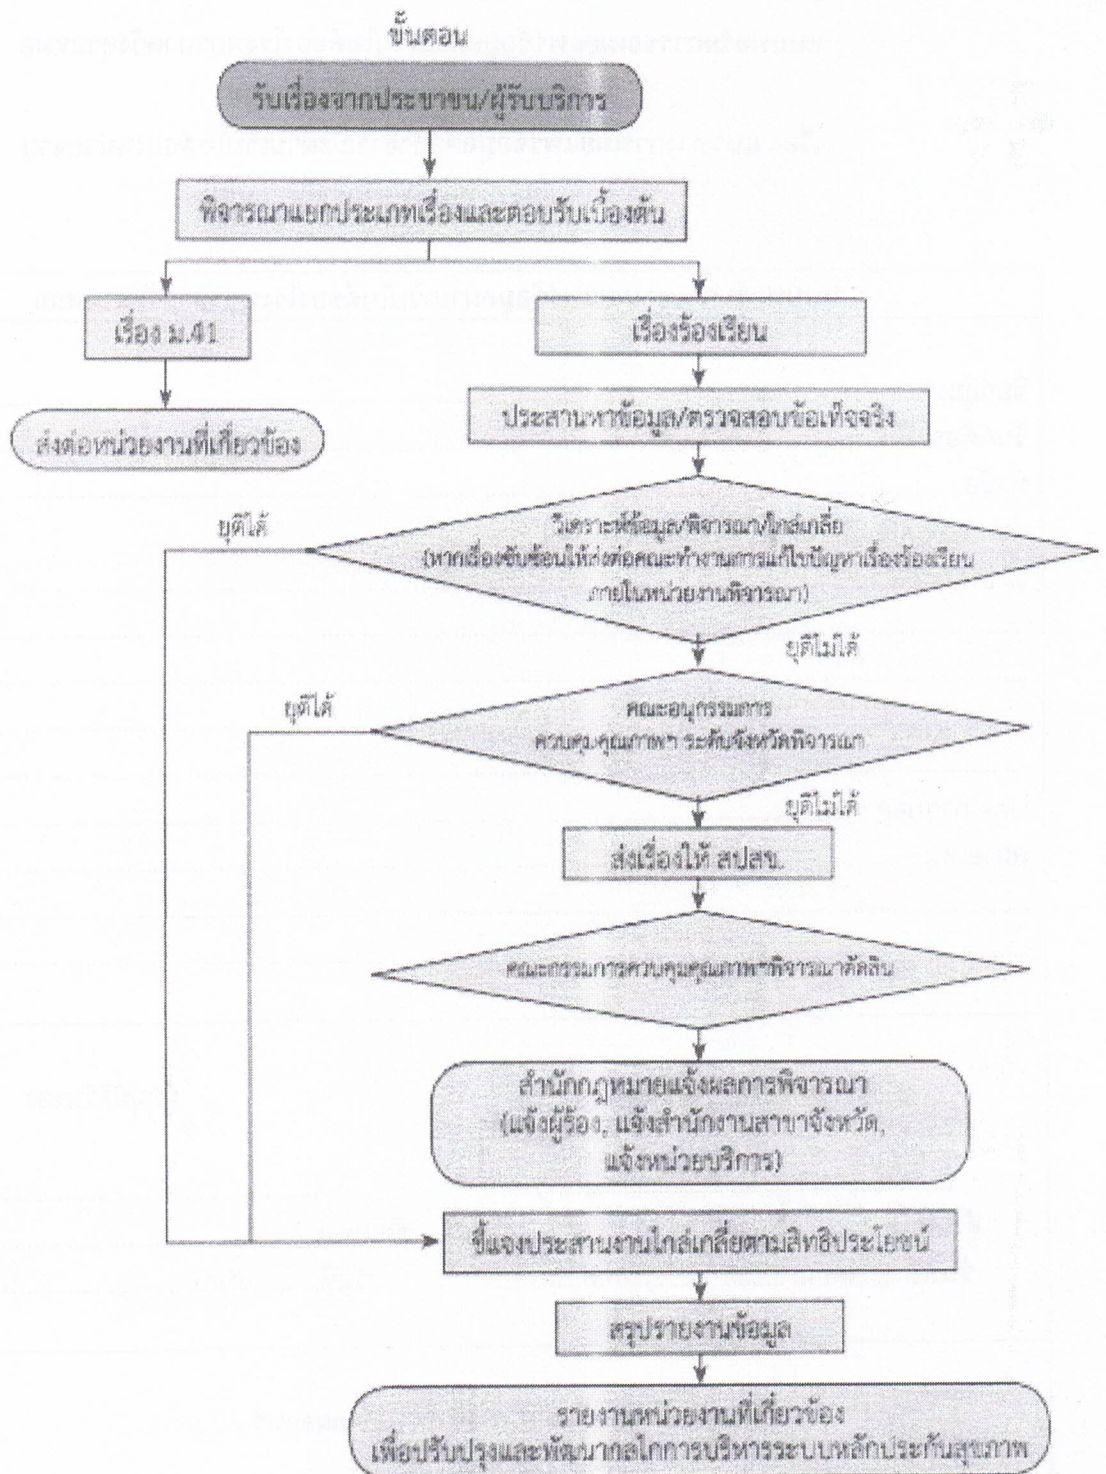 ขั้นตอน
รับเรื่องจากประชาชน/ผู้รับบริการ
พิจารณาแยกประเภทเรื่องและตอบรับเบื้องต้น
เรื่อง ม.41
เรื่องร้องเรียน
ส่งต่อหน่วยงานที่เกี่ยวข้อง
ประสานหาข้อมูล/ตรวจสอบข้อเท็จจริง
ยุติได้
วิเคราะห์ข้อมูล/พิจารณา/ไกล่เกลี่ย
(หากเรื่องซับซ้อนให้ส่งต่อคณะทำงานการแก้ไขปัญหาเรื่องร้องเรียน
ภายในหน่วยงานพิจารณา)
ยุติไม่ได้
ยุติได้
คณะอนุกรรมการ
ควบคุมคุณภาพฯ ระดับจังหวัดพิจารณา
ยุติไม่ได้
ส่งเรื่องให้ สปสช.
คณะกรรมการควบคุมคุณภาพฯพิจารณาตัดสิน
สำนักกฎหมายแจ้งผลการพิจารณา
(แจ้งผู้ร้อง, แจ้งสำนักงานสาขาจังหวัด,
แจ้งหน่วยบริการ)
ชี้แจงประสานงานไกล่เกลี่ยตามสิทธิประโยชน์
สรุปรายงานข้อมูล
รายงานหน่วยงานที่เกี่ยวข้อง
เพื่อปรับปรุงและพัฒนากลไกการบริหารระบบหลักประกันสุขภาพ